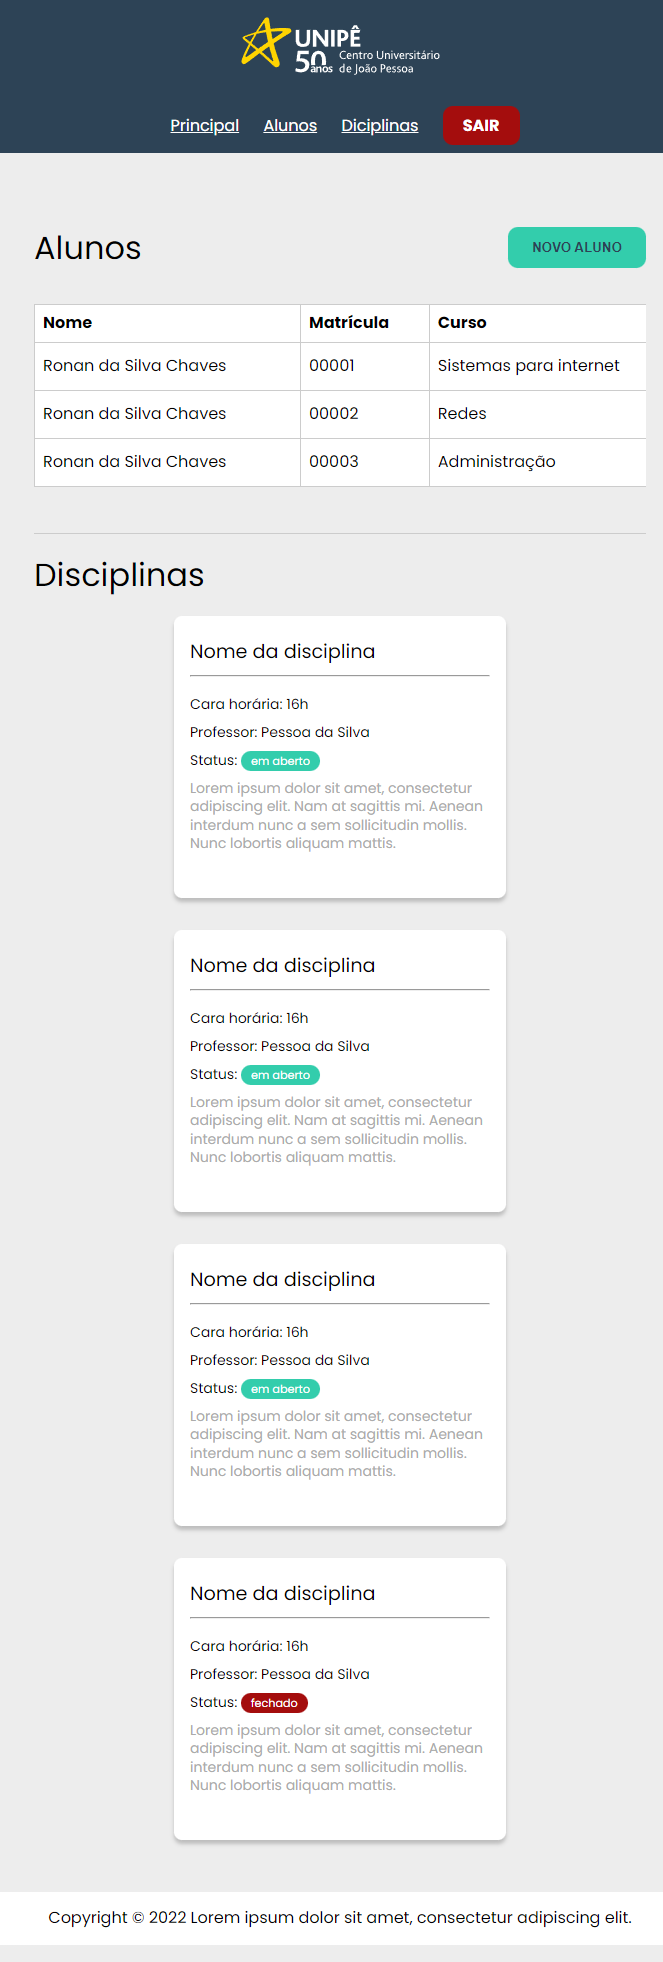 UNIPÊ
50 anos
Centro Universitário
de João Pessoa
Principal Alunos Diciplinas SAIR
Alunos
NOVO ALUNO
Nome Matrícula Curso
Ronan da Silva Chaves 00001 Sistemas para internet
Ronan da Silva Chaves 00002 Redes
Ronan da Silva Chaves 00003 Administração
Disciplinas
Nome da disciplina
Cara horária: 16h
Professor: Pessoa da Silva
Status: em aberto
Lorem ipsum dolor sit amet, consectetur
adipiscing elit. Nam at sagittis mi. Aenean
interdum nunc a sem sollicitudin mollis.
Nunc lobortis aliquam mattis.
Nome da disciplina
Cara horária: 16h
Professor: Pessoa da Silva
Status: em aberto
Lorem ipsum dolor sit amet, consectetur
adipiscing elit. Nam at sagittis mi. Aenean
interdum nunc a sem sollicitudin mollis.
Nunc lobortis aliquam mattis.
Nome da disciplina
Cara horária: 16h
Professor: Pessoa da Silva
Status: em aberto
Lorem ipsum dolor sit amet, consectetur
adipiscing elit. Nam at sagittis mi. Aenean
interdum nunc a sem sollicitudin mollis.
Nunc lobortis aliquam mattis.
Nome da disciplina
Cara horária: 16h
Professor: Pessoa da Silva
Status: fechado
Lorem ipsum dolor sit amet, consectetur
adipiscing elit. Nam at sagittis mi. Aenean
interdum nunc a sem sollicitudin mollis.
Nunc lobortis aliquam mattis.
Copyright © 2022 Lorem ipsum dolor sit amet, consectetur adipiscing elit.